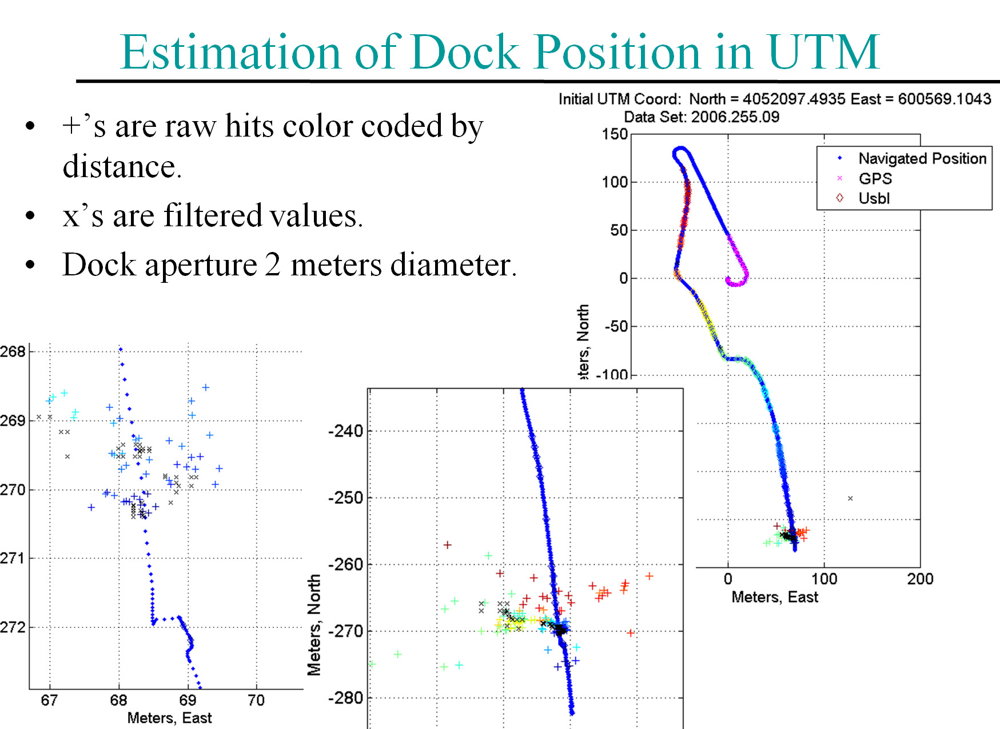 Estimation of Dock Position in UTM
• +’s are raw hits color coded by
distance.
• x’s are filtered values.
• Dock aperture 2 meters diameter.
Initial UTM Coord: North = 4052097.4935 East = 600569.1043
Data Set: 2006.255.09
150
100
50
0
-50
-100
Meters, North
Navigated Position
GPS
Usbl
0
100
200
Meters, East
268
269
270
271
272
67
68
69
70
Meters, East
-240
-250
-260
-270
-280
Meters, North